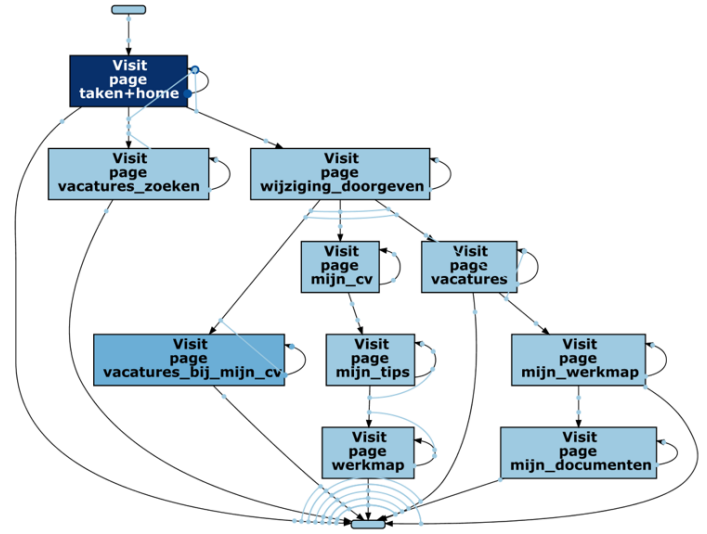 Visit
page
taken+home
Visit
page
vacatures_zoeken
Visit
page
wijziging_doorgeven
Visit
page
mijn_cv
Visit
page
vacatures
Visit
page
vacatures_bij_mijn_cv
Visit
page
mijn_tips
Visit
page
mijn_werkmap
Visit
page
werkmap
Visit
page
mijn_documenten